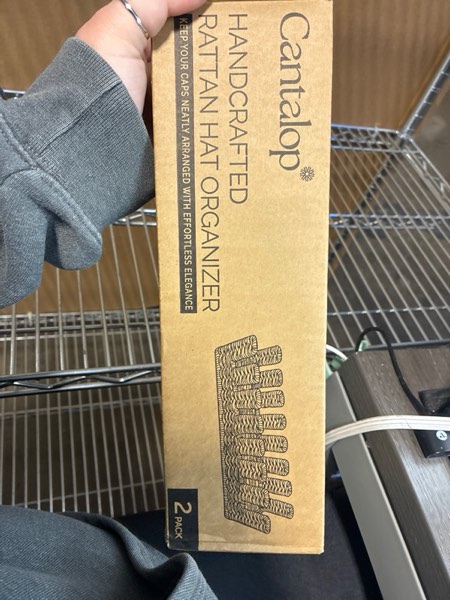 Cantalop
HANDCRAFTED
RATTAN HAT ORGANIZER
KEEP YOUR CAPS NEATLY ARRANGED WITH EFFORTLESS ELEGANCE
2 PACK